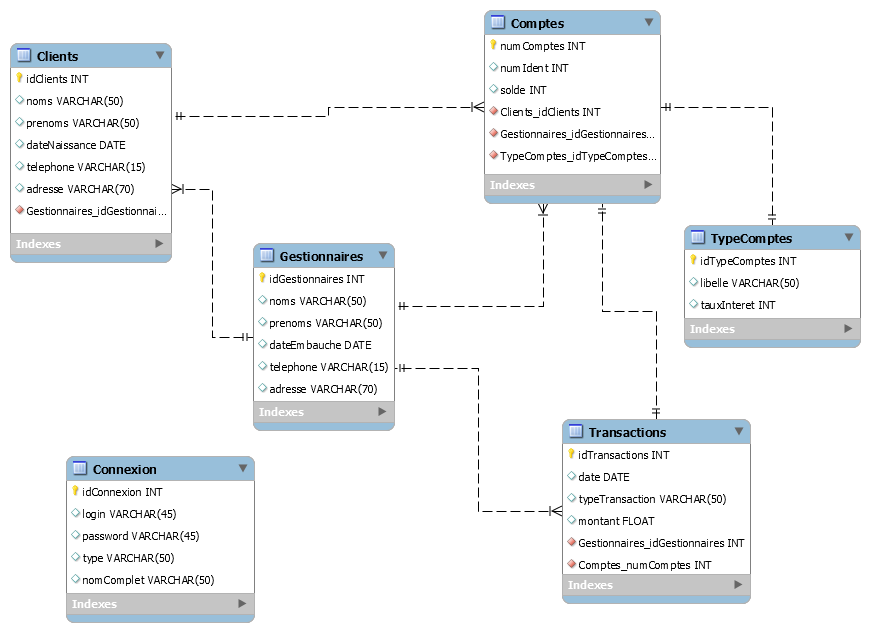 Clients
idClients INT
noms VARCHAR(50)
prenoms VARCHAR(50)
dateNaissance DATE
telephone VARCHAR(15)
adresse VARCHAR(70)
Gestionnaires_idGestionnai...
Indexes
Comptes
numComptes INT
numIdent INT
solde INT
Clients_idClients INT
Gestionnaires_idGestionnaires...
TypeComptes_idTypeComptes...
Indexes
Gestionnaires
idGestionnaires INT
noms VARCHAR(50)
prenoms VARCHAR(50)
dateEmbauche DATE
telephone VARCHAR(15)
adresse VARCHAR(70)
Indexes
TypeComptes
idTypeComptes INT
libelle VARCHAR(50)
tauxInteret INT
Indexes
Connexion
idConnexion INT
login VARCHAR(45)
password VARCHAR(45)
type VARCHAR(50)
nomComplet VARCHAR(50)
Indexes
Transactions
idTransactions INT
date DATE
typeTransaction VARCHAR(50)
montant FLOAT
Gestionnaires_idGestionnaires INT
Comptes_numComptes INT
Indexes